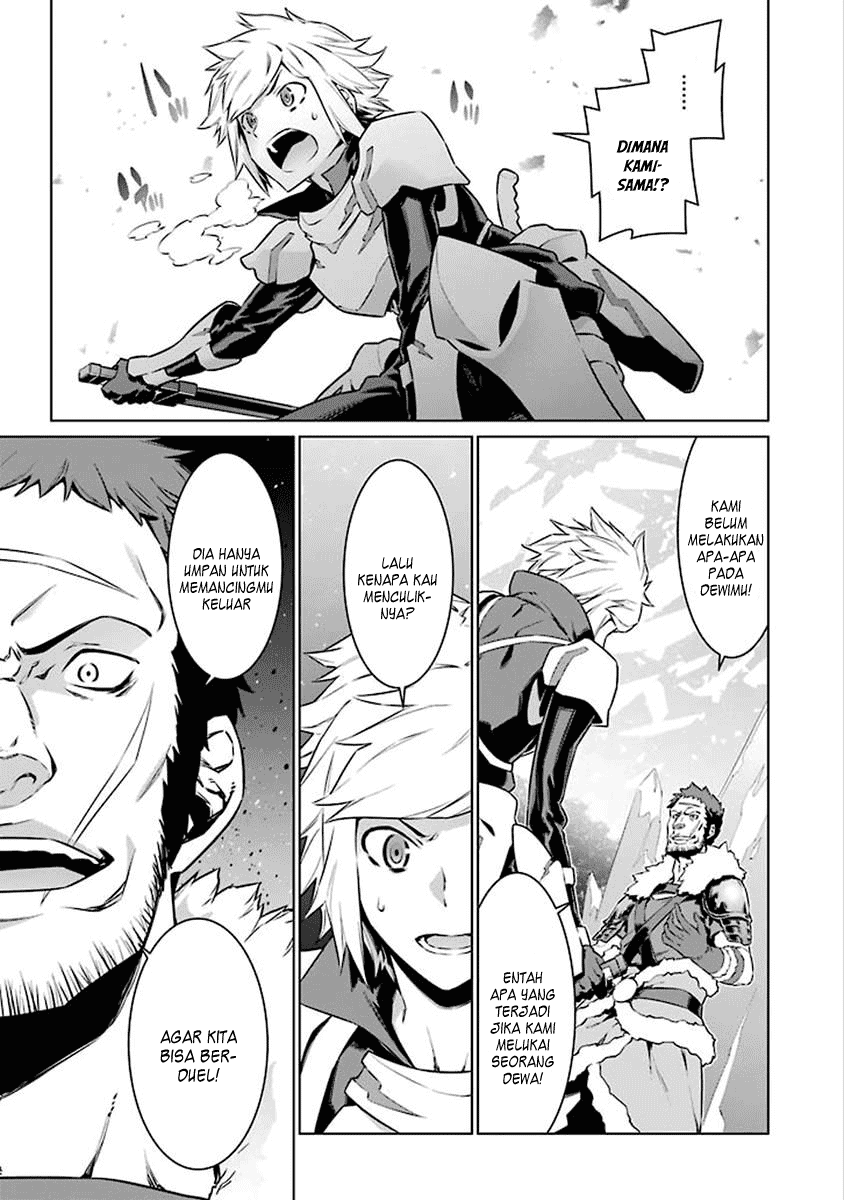 ........
DIMANA
KAMI-
SAMA!?
KAMI
BELUM
MELAKUKAN
APA-APA
PADA
DEWIMU!
ENTAH
APA YANG
TERJADI
JIKA KAMI
MELUKAI
SEORANG
DEWA!
LALU
KENAPA KAU
MENCULIK-
NYA?
DIA HANYA
UMPAN UNTUK
MEMANCINGMU
KELUAR
AGAR KITA
BISA BER-
DUEL!